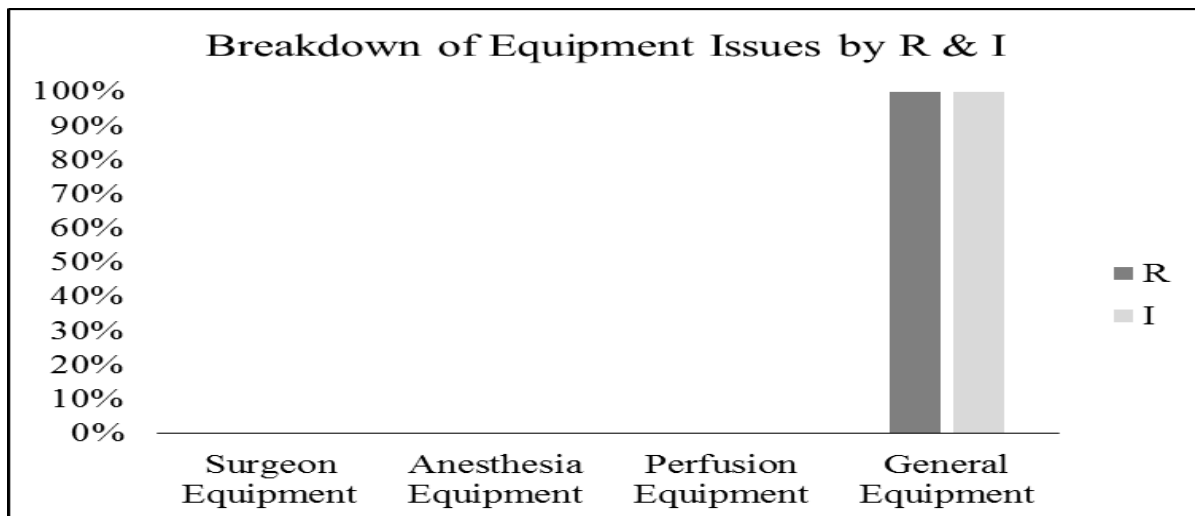 Breakdown of Equipment Issues by R & I
100%
90%
80%
70%
60%
50%
40%
30%
20%
10%
0%
R
I
Surgeon Equipment
Anesthesia Equipment
Perfusion Equipment
General Equipment